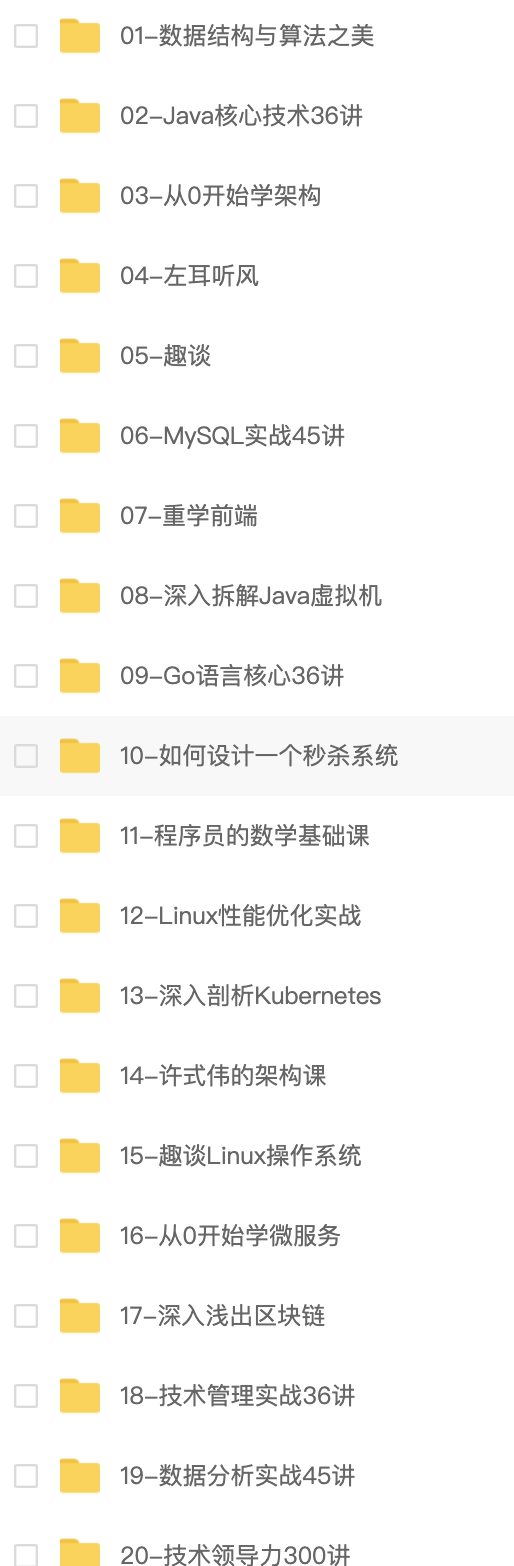 01-数据结构与算法之美
02-Java核心技术36讲
03-从0开始学架构
04-左耳听风
05-趣谈
06-MySQL实战45讲
07-重学前端
08-深入拆解Java虚拟机
09-Go语言核心36讲
10-如何设计一个秒杀系统
11-程序员的数学基础课
12-Linux性能优化实战
13-深入剖析Kubernetes
14-许式伟的架构课
15-趣谈Linux操作系统
16-从0开始学微服务
17-深入浅出区块链
18-技术管理实战36讲
19-数据分析实战45讲
20-技术领导力300讲